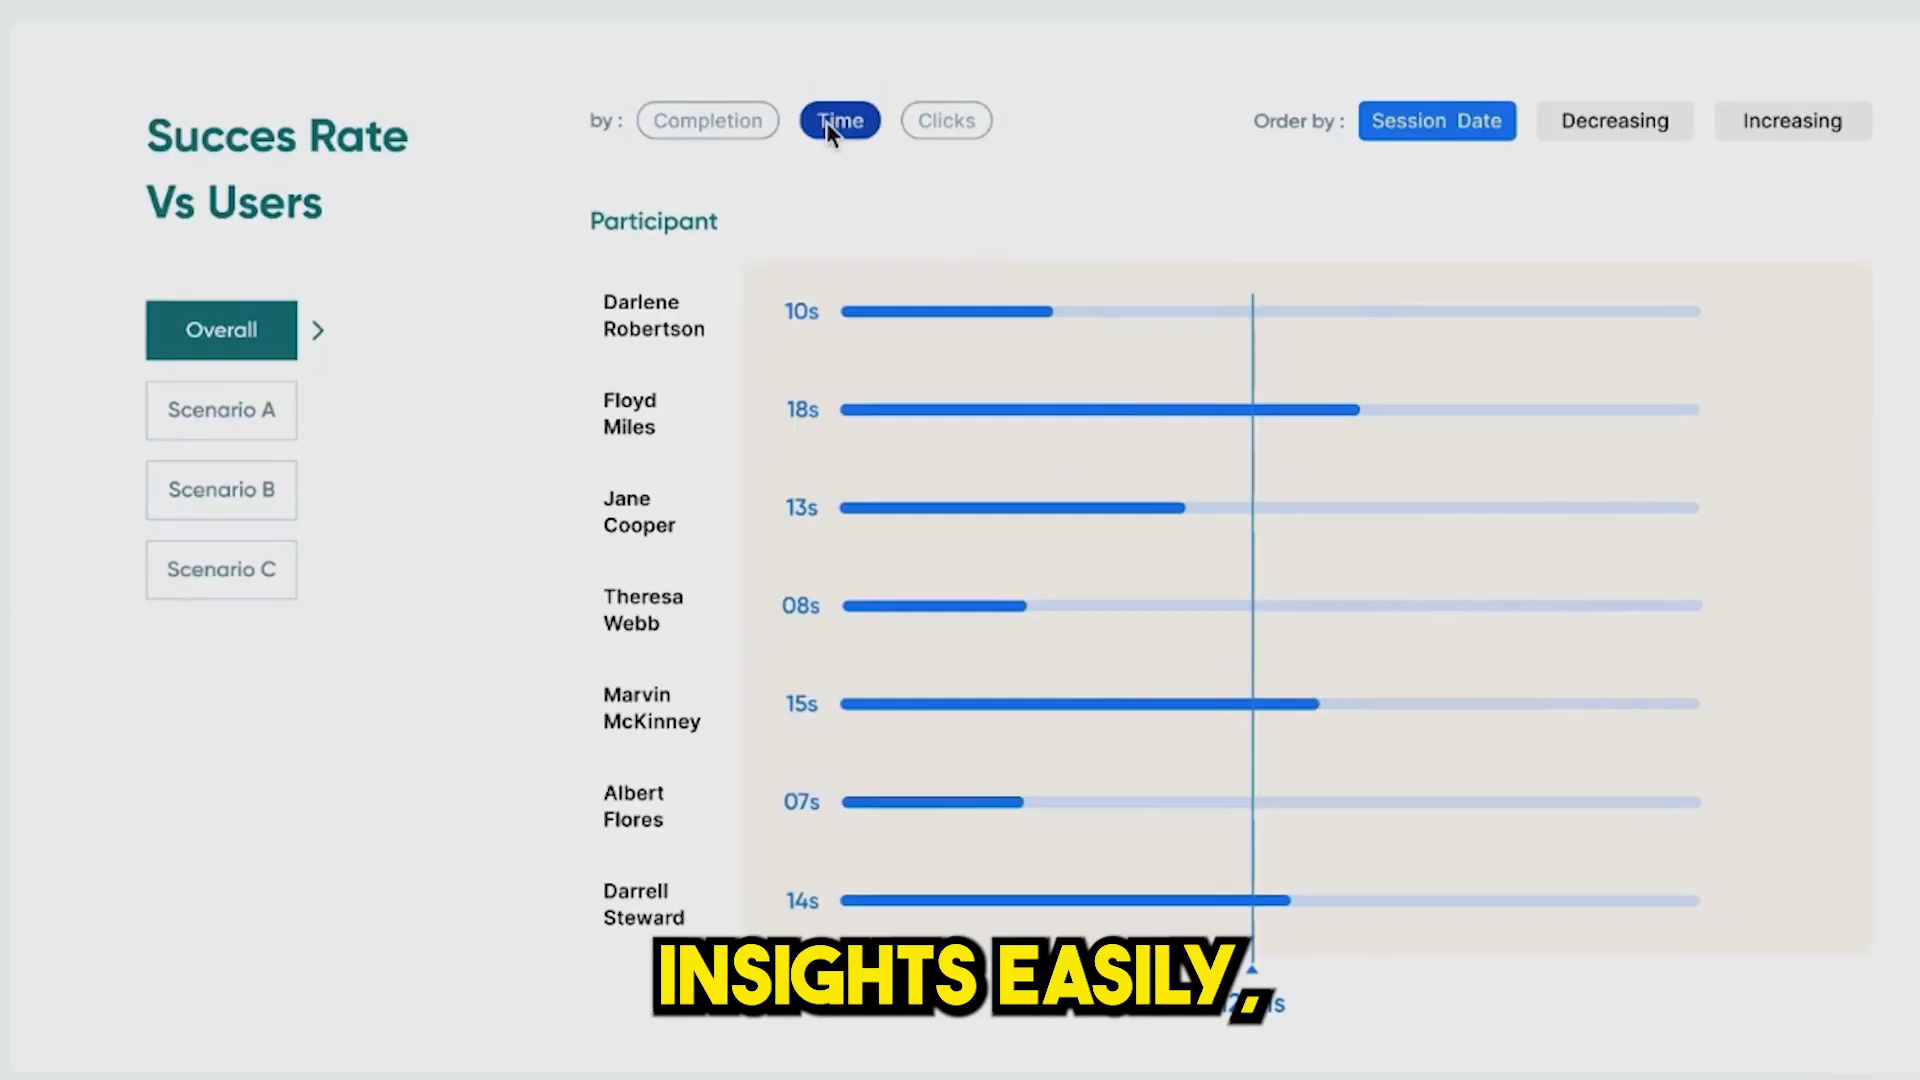 Succes Rate
Vs Users
by : Completion Time Clicks
Order by : Session Date Decreasing Increasing
Participant
Overall
Scenario A
Scenario B
Scenario C
Darlene
Robertson
10s
Floyd
Miles
18s
Jane
Cooper
13s
Theresa
Webb
08s
Marvin
McKinney
15s
Albert
Flores
07s
Darrell
Steward
14s
INSIGHTS EASILY,